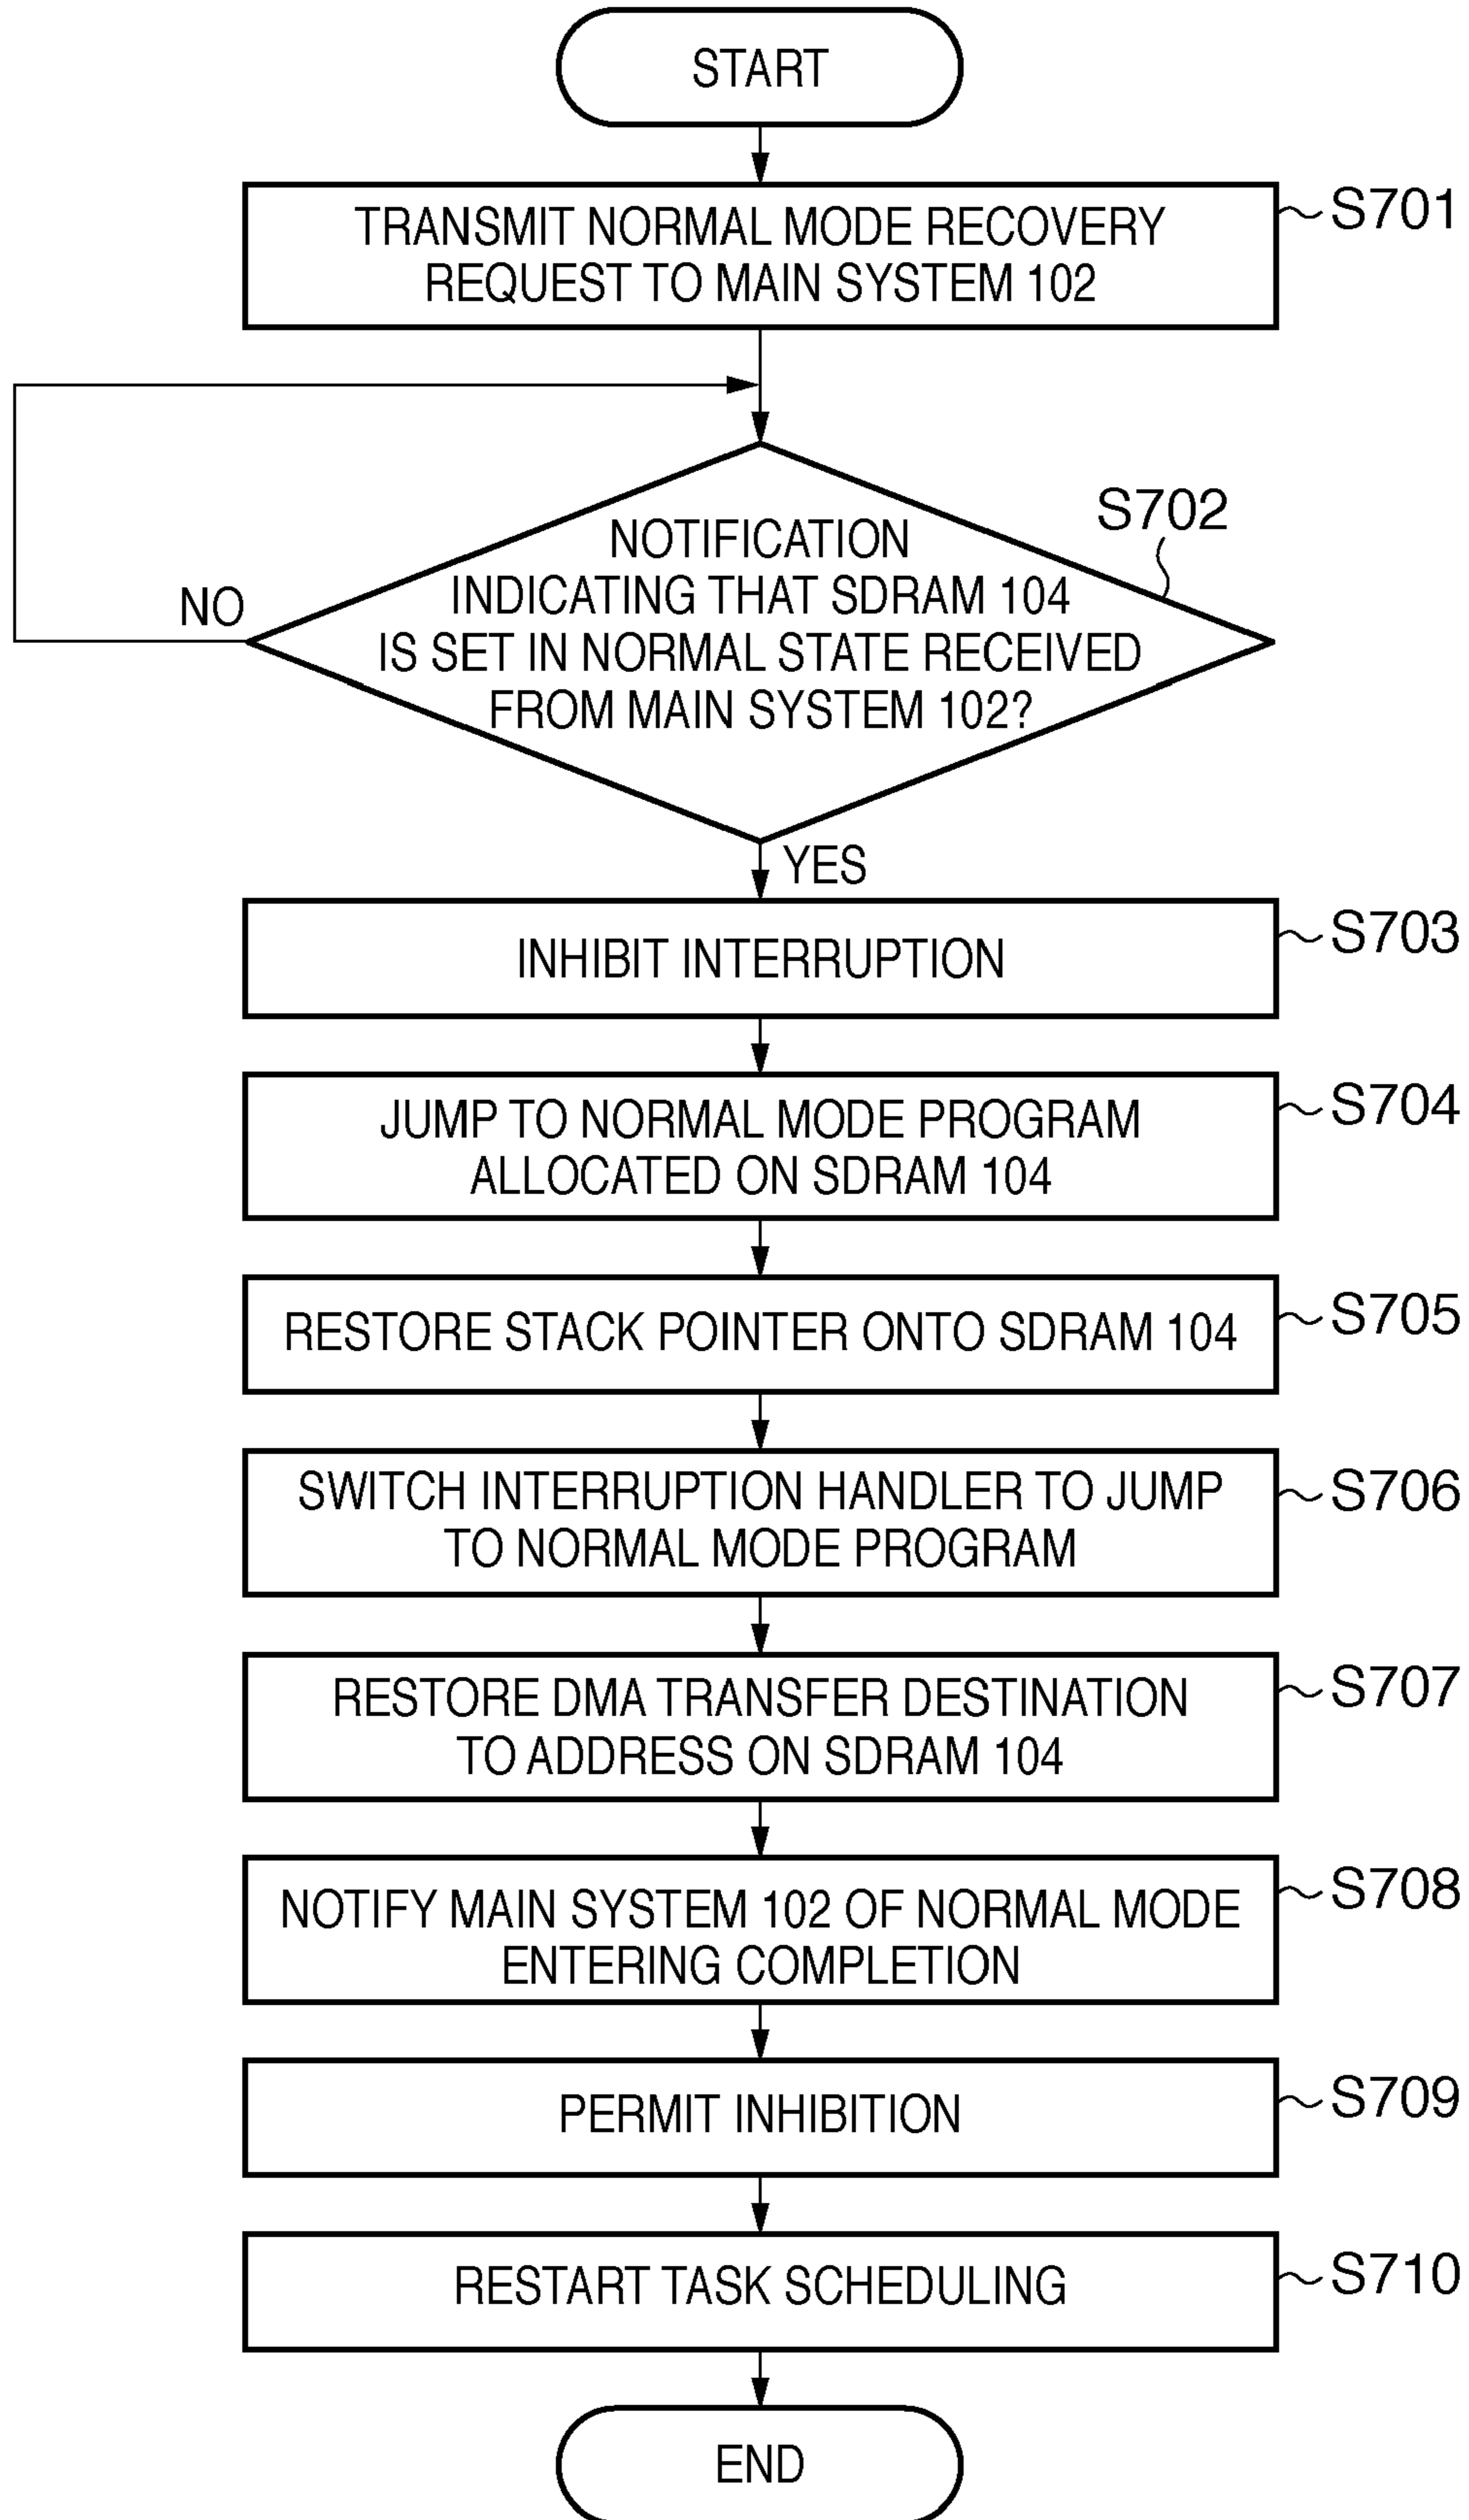 START
TRANSMIT NORMAL MODE RECOVERY
REQUEST TO MAIN SYSTEM 102
S701
NOTIFICATION
INDICATING THAT SDRAM 104
IS SET IN NORMAL STATE RECEIVED
FROM MAIN SYSTEM 102?
S702
NO
YES
INHIBIT INTERRUPTION
S703
JUMP TO NORMAL MODE PROGRAM
ALLOCATED ON SDRAM 104
S704
RESTORE STACK POINTER ONTO SDRAM 104
S705
SWITCH INTERRUPTION HANDLER TO JUMP
TO NORMAL MODE PROGRAM
S706
RESTORE DMA TRANSFER DESTINATION
TO ADDRESS ON SDRAM 104
S707
NOTIFY MAIN SYSTEM 102 OF NORMAL MODE
ENTERING COMPLETION
S708
PERMIT INHIBITION
S709
RESTART TASK SCHEDULING
S710
END